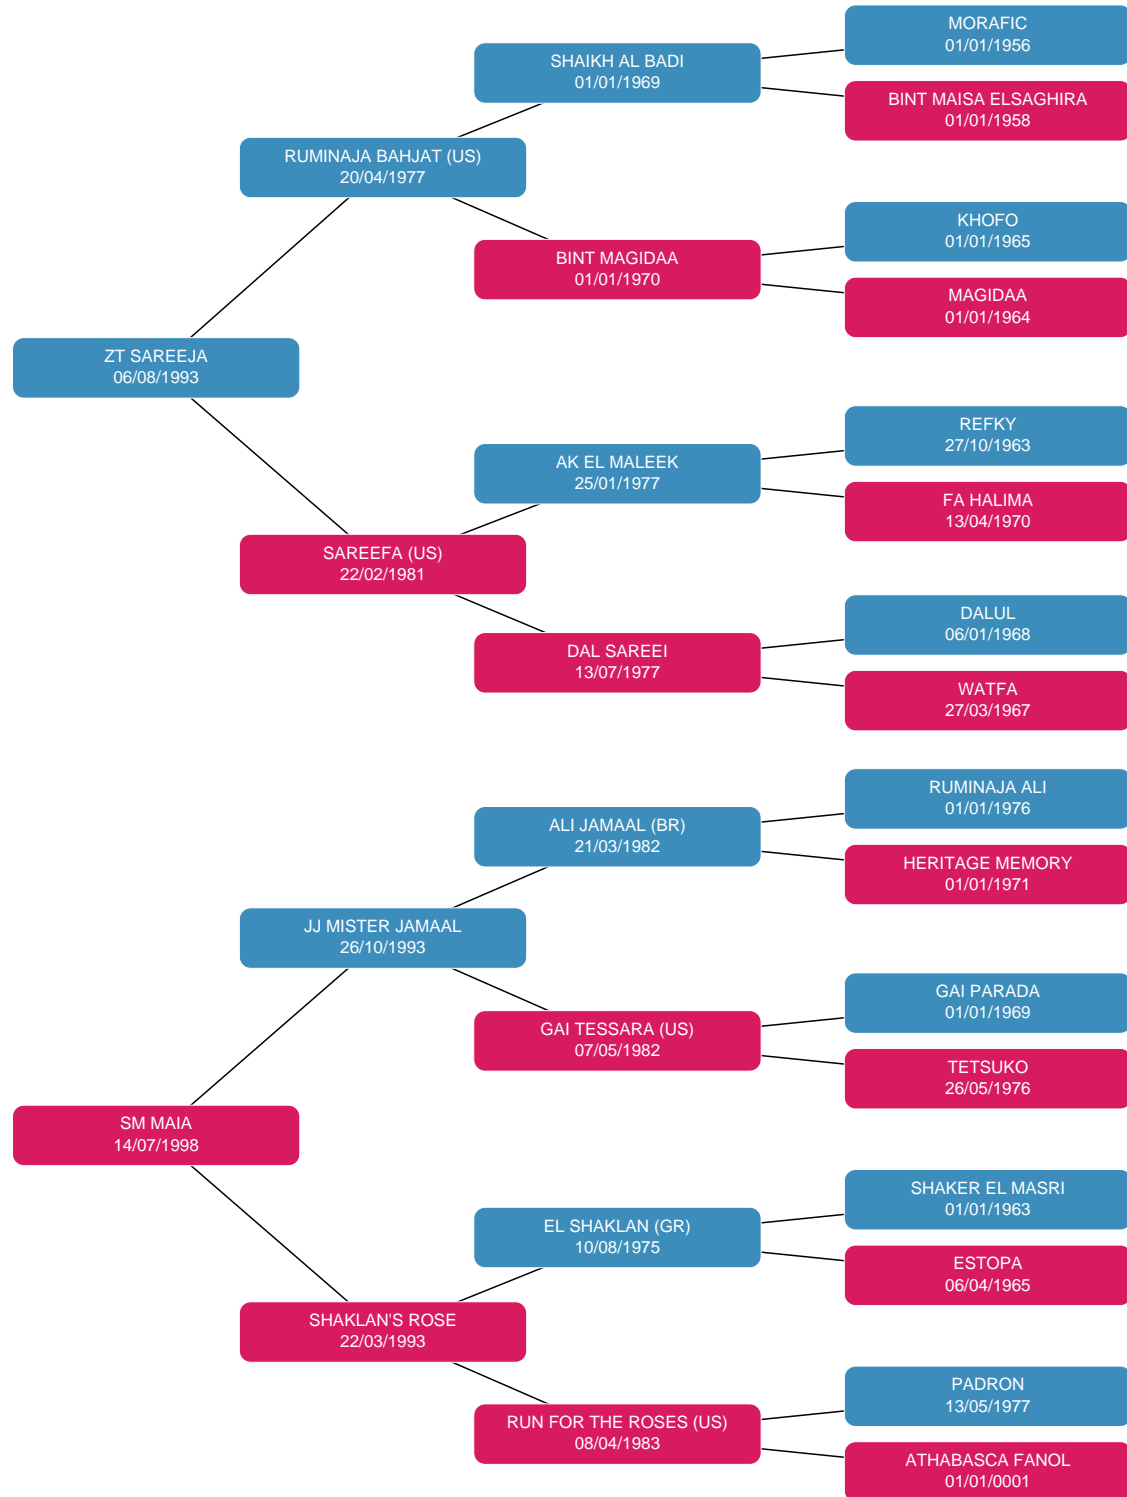 MORAFIC
01/01/1956
SHAIKH AL BADI
01/01/1969
BINT MAISA ELSAGHIRA
01/01/1958
RUMINAJA BAHJAT (US)
20/04/1977
KHOFO
01/01/1965
BINT MAGIDAA
01/01/1970
MAGIDAA
01/01/1964
ZT SAREEJA
06/08/1993
REFKY
27/10/1963
AK EL MALEEK
25/01/1977
FA HALIMA
13/04/1970
SAREEFA (US)
22/02/1981
DALUL
06/01/1968
DAL SAREEI
13/07/1977
WATFA
27/03/1967
RUMINAJA ALI
01/01/1976
ALI JAMAAL (BR)
21/03/1982
HERITAGE MEMORY
01/01/1971
JJ MISTER JAMAAL
26/10/1993
GAI PARADA
01/01/1969
GAI TESSARA (US)
07/05/1982
TETSUKO
26/05/1976
SM MAIA
14/07/1998
SHAKER EL MASRI
01/01/1963
EL SHAKLAN (GR)
10/08/1975
ESTOPA
06/04/1965
SHAKLAN'S ROSE
22/03/1993
PADRON
13/05/1977
RUN FOR THE ROSES (US)
08/04/1983
ATHABASCA FANOL
01/01/0001